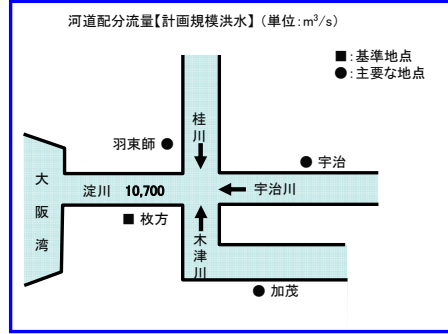 河道配分流量【計画規模洪水】(単位:m³/s)
■:基準地点
●:主要な地点
桂川
羽束師 ●
● 宇治
大阪湾
淀川 10,700
宇治川
■ 枚方
木津川
● 加茂